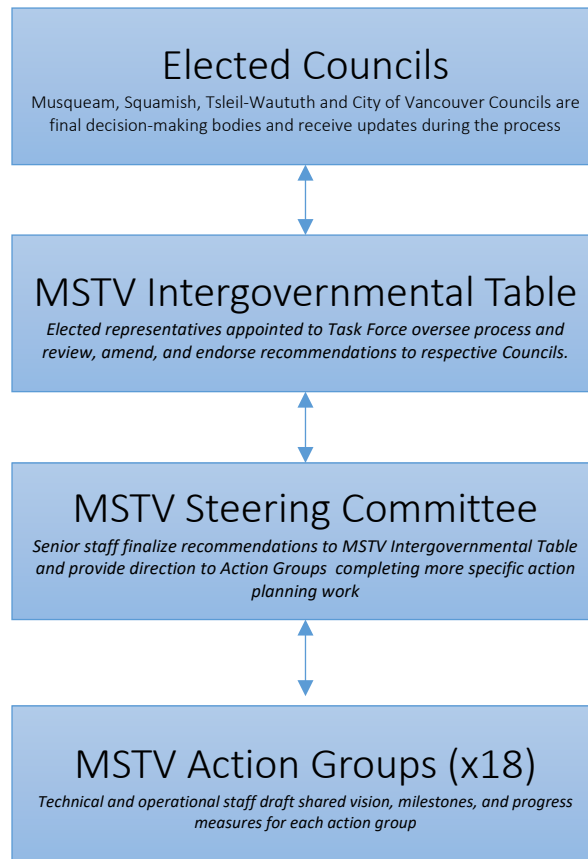 Elected Councils
Musqueam, Squamish, Tsleil-Waututh and City of Vancouver Councils are
final decision-making bodies and receive updates during the process
MSTV Intergovernmental Table
Elected representatives appointed to Task Force oversee process and
review, amend, and endorse recommendations to respective Councils.
MSTV Steering Committee
Senior staff finalize recommendations to MSTV Intergovernmental Table
and provide direction to Action Groups completing more specific action
planning work
MSTV Action Groups (x18)
Technical and operational staff draft shared vision, milestones, and progress
measures for each action group